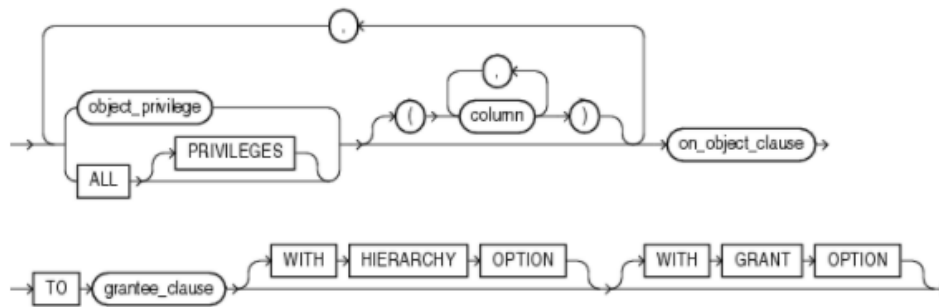 ,
,
object_privilege
( column )
PRIVILEGES
ALL
on_object_clause
WITH HIERARCHY OPTION WITH GRANT OPTION
TO grantee_clause